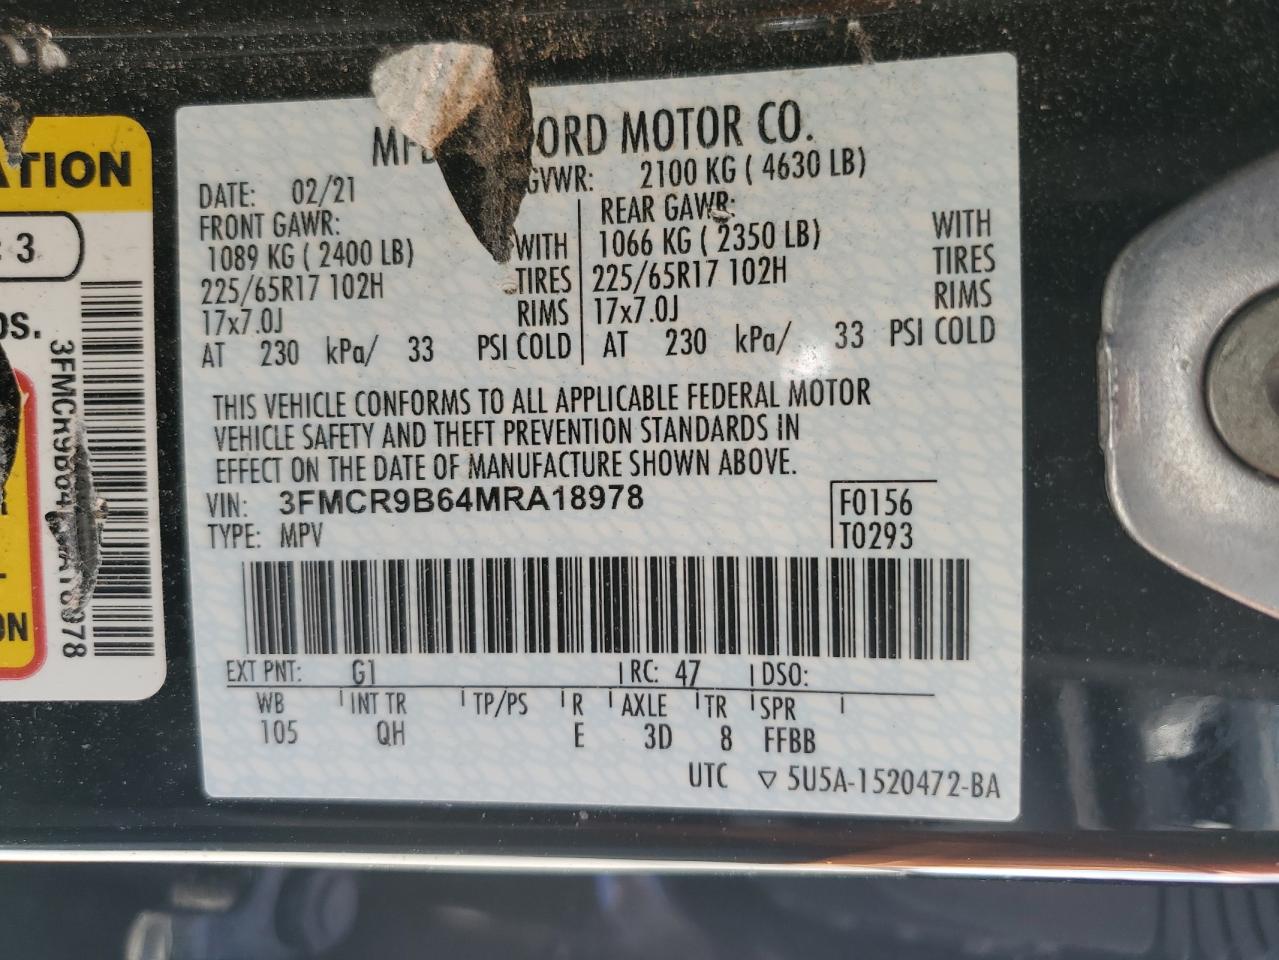 MFD ORD MOTOR CO.
DATE: 02/21 GVWR: 2100 KG ( 4630 LB)
FRONT GAWR: REAR GAWR:
1089 KG ( 2400 LB) WITH 1066 KG ( 2350 LB) WITH
225/65R17 102H TIRES 225/65R17 102H TIRES
17x7.0J RIMS 17x7.0J RIMS
AT 230 kPa/ 33 PSI COLD AT 230 kPa/ 33 PSI COLD
THIS VEHICLE CONFORMS TO ALL APPLICABLE FEDERAL MOTOR
VEHICLE SAFETY AND THEFT PREVENTION STANDARDS IN
EFFECT ON THE DATE OF MANUFACTURE SHOWN ABOVE.
VIN: 3FMCR9B64MRA18978 F0156
TYPE: MPV T0293
EXT PNT: G1 RC: 47 DSO:
WB INT TR TP/PS R AXLE TR SPR
105 QH E 3D 8 FFBB
UTC ▽ 5U5A-1520472-BA
ATION
3
OS.
ON